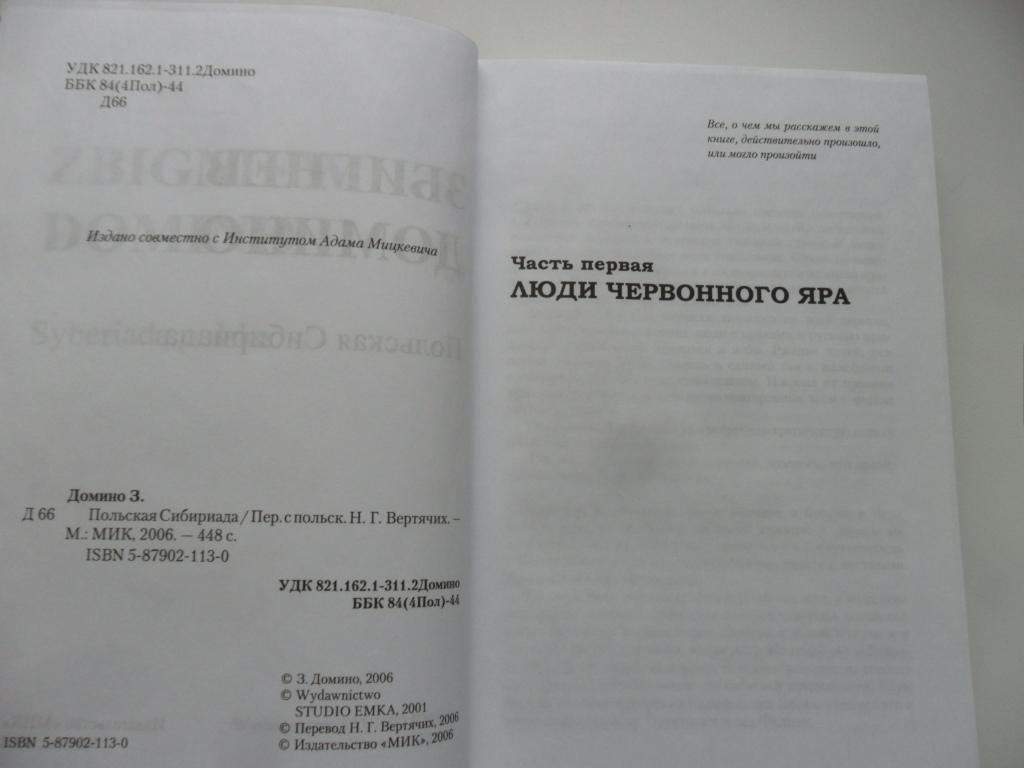 УДК 821.162.1-311.2Домино
ББК 84(4Пол)-44
Д66
Издано совместно с Институтом Адама Мицкевича
Домино З.
Д 66 Польская Сибириада / Пер. с польск. Н. Г. Вертячих. –
М.: МИК, 2006. — 448 с.
ISBN 5-87902-113-0
УДК 821.162.1-311.2Домино
ББК 84(4Пол)-44
© З. Домино, 2006
© Wydawnictwo
STUDIO EMKA, 2001
© Перевод Н. Г. Вертячих, 2006
© Издательство «МИК», 2006
ISBN 5-87902-113-0
Все, о чем мы расскажем в этой
книге, действительно произошло,
или могло произойти
Часть первая
ЛЮДИ ЧЕРВОННОГО ЯРА